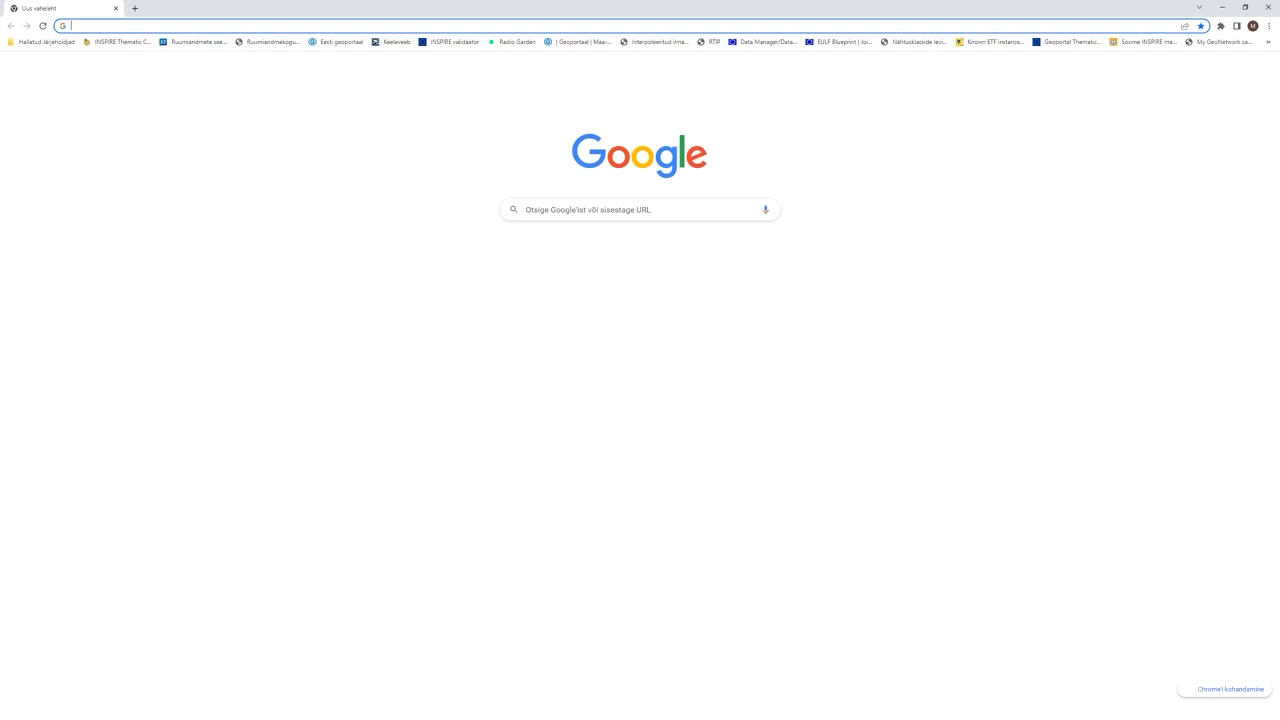 Uus vaheleht
Hallatud Järjehoidjad
INSPIRE Thematic C...
Ruumiandmete sea...
Ruumiandmekogu...
Eesti geoportaal
Keeleveeb
INSPIRE validaator
Radio Garden
| Geoportaal | Maa-...
Interpoleeritud ilma...
RTIP
Data Manager/Data...
EULF Blueprint | Joi...
Nähtusklasside levi...
Known ETF instance...
Geoportal Thematic...
Soome INSPIRE me...
My GeoNetwork ca...
Google
Otsige Google'ist või sisestage URL
Chrome'i kohandamine